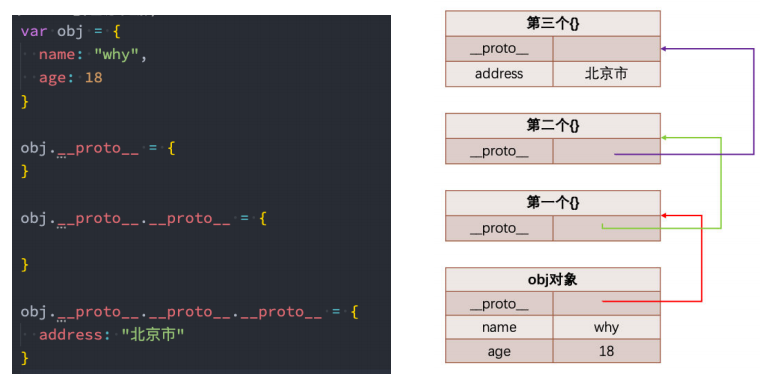 var obj = {
name: "why",
age: 18
}
obj.__proto__ = {
}
obj.__proto__.__proto__ = {
}
obj.__proto__.__proto__.__proto__ = {
address: "北京市"
}
第三个{}
__proto__
address 北京市
第二个{}
__proto__
第一个{}
__proto__
obj对象
__proto__
name why
age 18